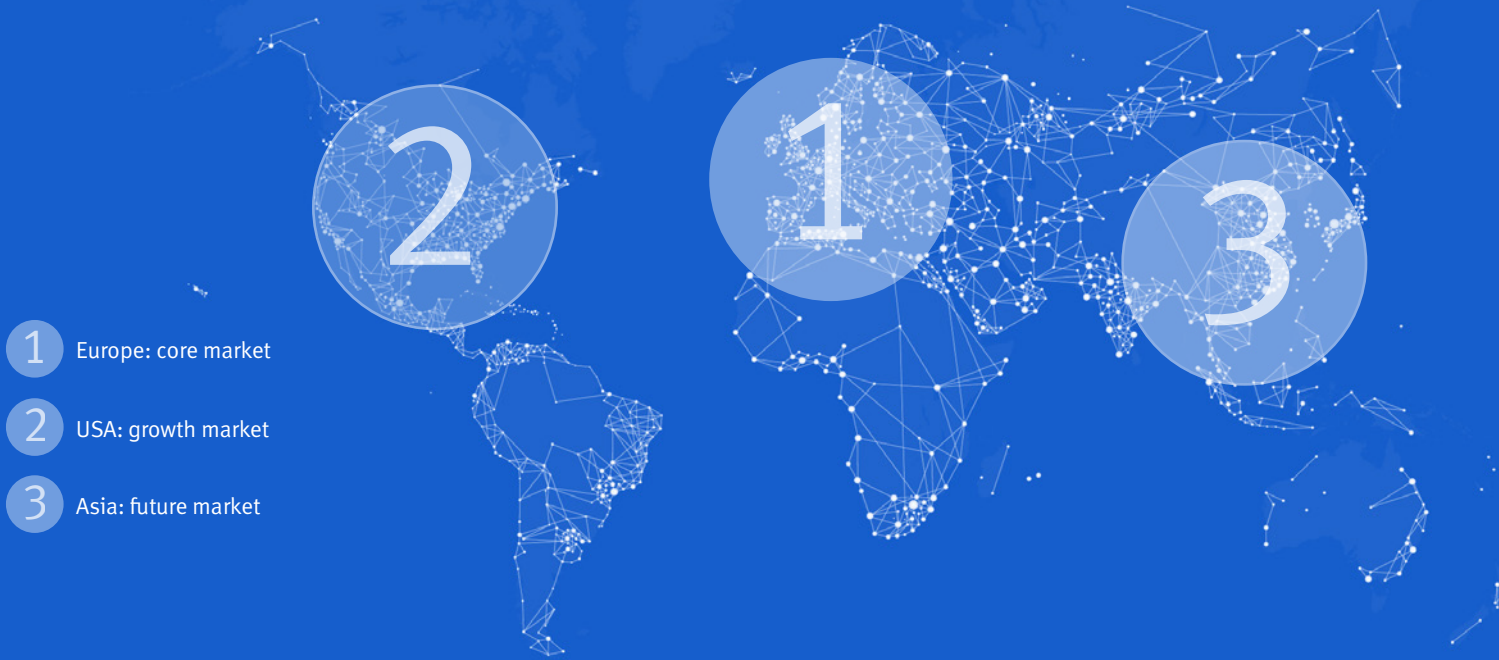 2
1
3
1 Europe: core market
2 USA: growth market
3 Asia: future market